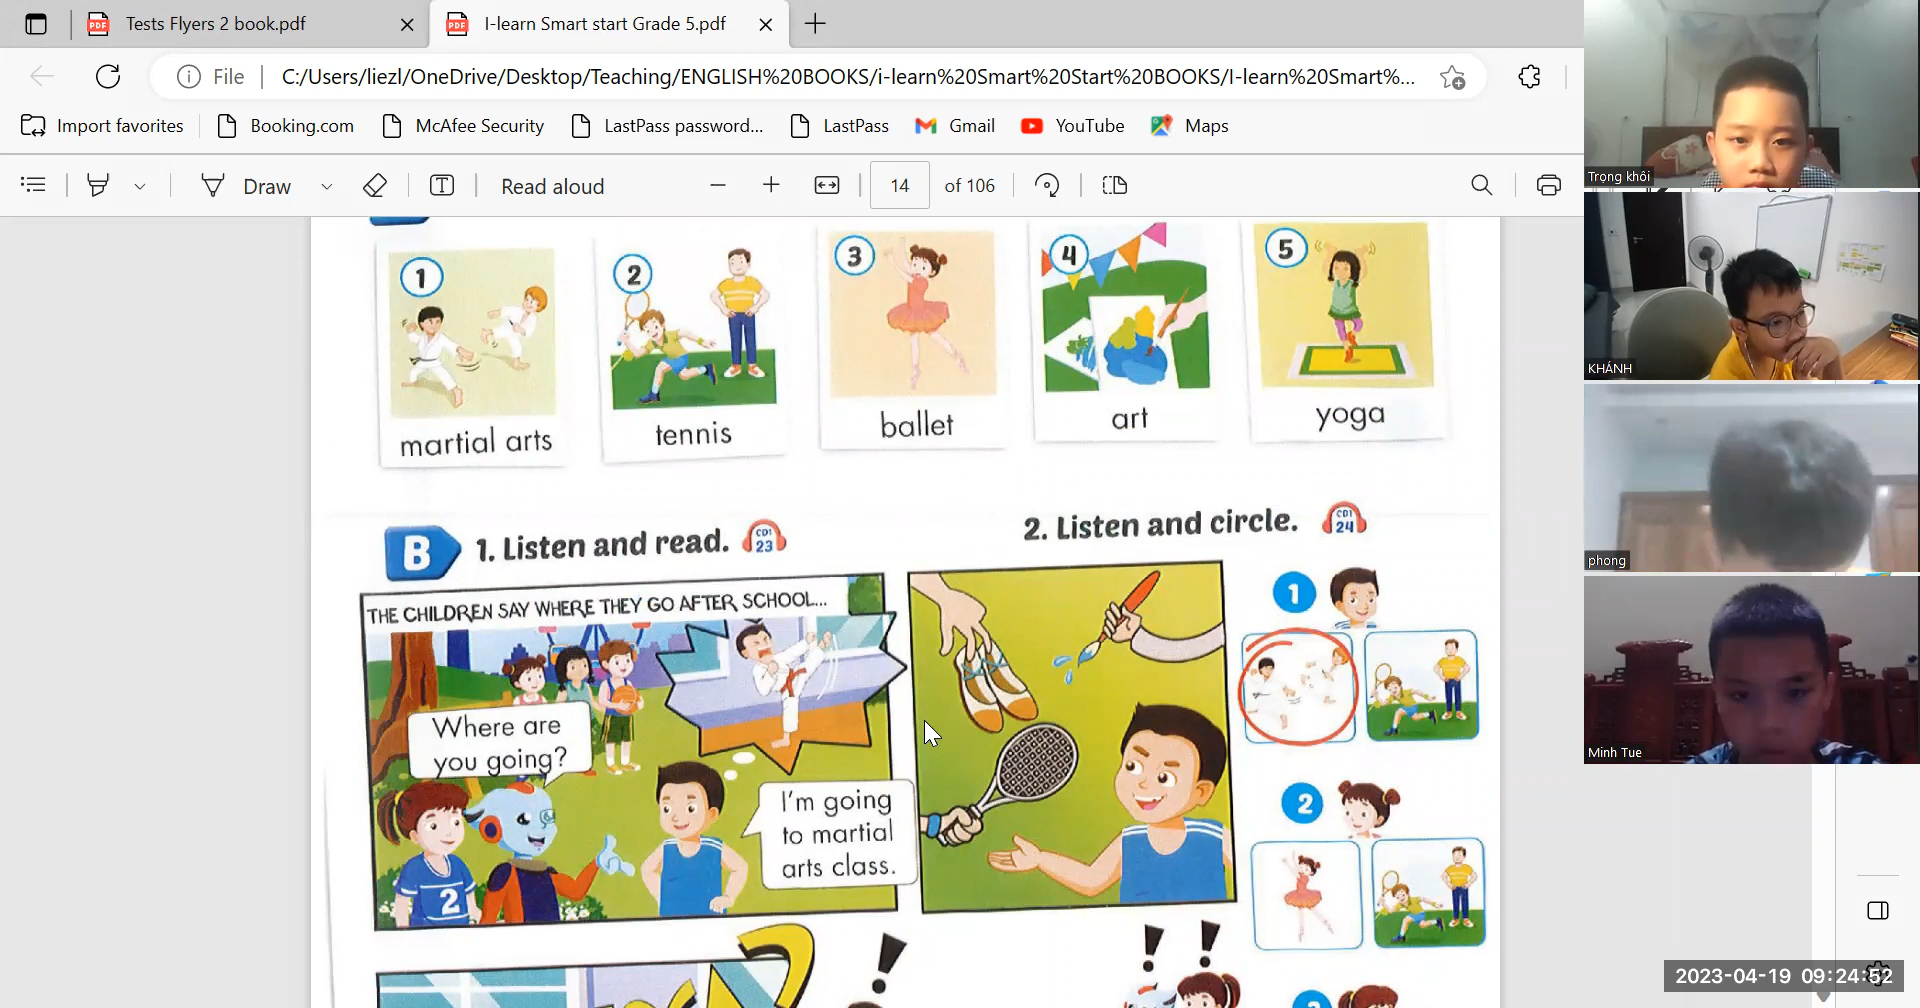 Tests Flyers 2 book.pdf
I-learn Smart start Grade 5.pdf
File
C:/Users/liezl/OneDrive/Desktop/Teaching/ENGLISH%20BOOKS/i-learn%20Smart%20Start%20BOOKS/I-learn%20Smart%...
Import favorites
Booking.com
McAfee Security
LastPass password...
LastPass
Gmail
YouTube
Maps
Draw
Read aloud
14
of 106
1
2
3
4
5
martial arts
tennis
ballet
art
yoga
B
1. Listen and read.
CD1
23
2. Listen and circle.
CD1
24
THE CHILDREN SAY WHERE THEY GO AFTER SCHOOL...
Where are
you going?
I'm going
to martial
arts class.
2
1
2
Trọng khôi
KHÁNH
phong
Minh Tue
2023-04-19 09:24:52